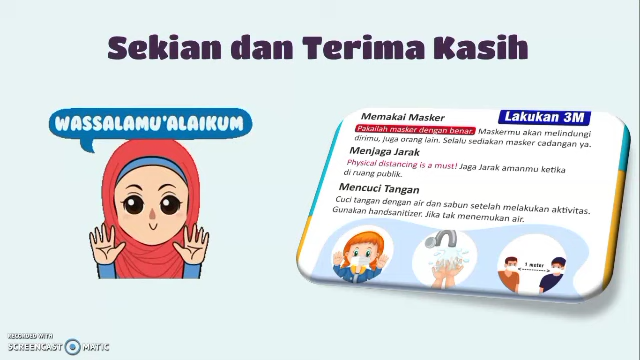 Sekian dan Terima Kasih
WASSALAMU'ALAIKUM
Lakukan 3M
Memakai Masker
Pakailah masker dengan benar. Maskermu akan melindungi
dirimu, juga orang lain. Selalu sediakan masker cadangan ya.
Menjaga Jarak
Physical distancing is a must! Jaga Jarak amanmu ketika
di ruang publik.
Mencuci Tangan
Cuci tangan dengan air dan sabun setelah melakukan aktivitas.
Gunakan handsanitizer. Jika tak menemukan air.
1 meter
RECORDED WITH
SCREENCAST MATIC